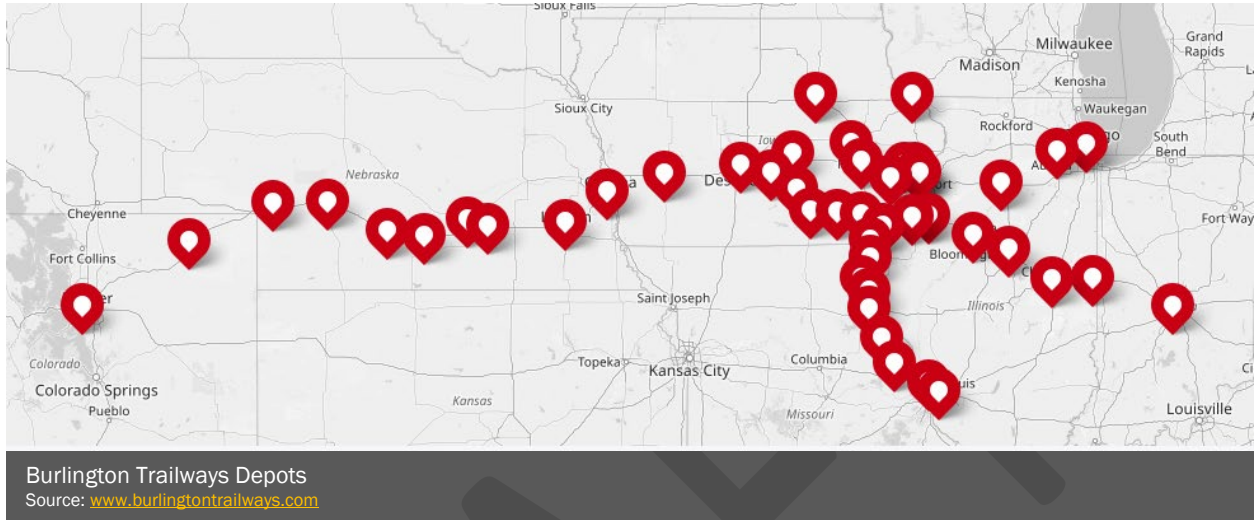 Sioux Falls
Grand
Rapids
Milwaukee
Madison
Kenosha
Sioux City
Waukegan
Rockford
South
Bend
Nebraska
Cheyenne
Fort Way
Fort Collins
Illinois
Saint Joseph
Colorado
Topeka
Columbia
Kansas City
Colorado Springs
Kansas
Pueblo
Missouri
Louisville
Burlington Trailways Depots
Source: www.burlingtontrailways.com